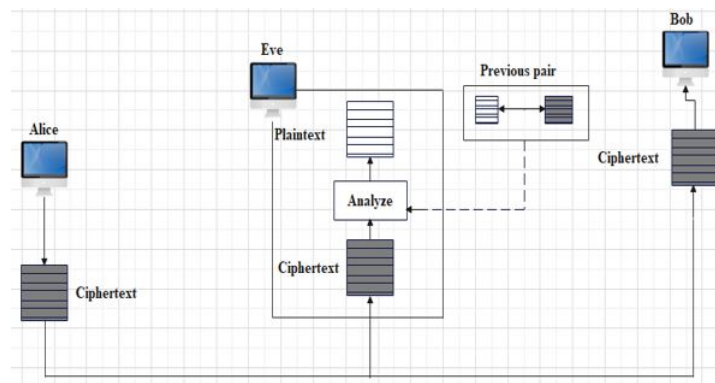 Bob
Eve
Previous pair
Alice
Plaintext
Ciphertext
Analyze
Ciphertext
Ciphertext